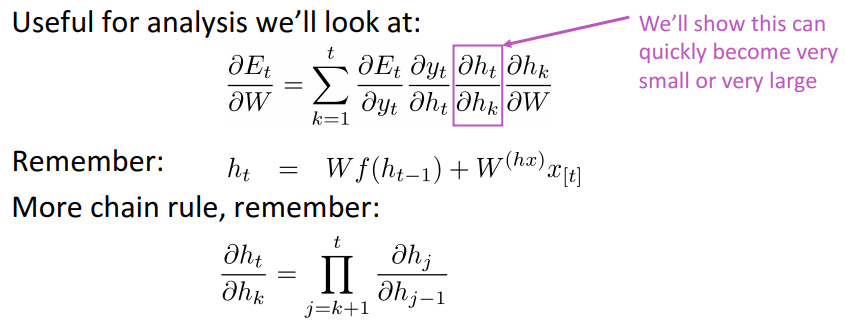 Useful for analysis we'll look at:
We'll show this can
quickly become very
small or very large
∂E_t/∂W = ∑_{k=1}^{t} ∂E_t/∂y_t ∂y_t/∂h_t ∂h_t/∂h_k ∂h_k/∂W
Remember: h_t = Wf(h_{t−1}) + W^{(hx)}x_{[t]}
More chain rule, remember:
∂h_t/∂h_k = ∏_{j=k+1}^{t} ∂h_j/∂h_{j−1}